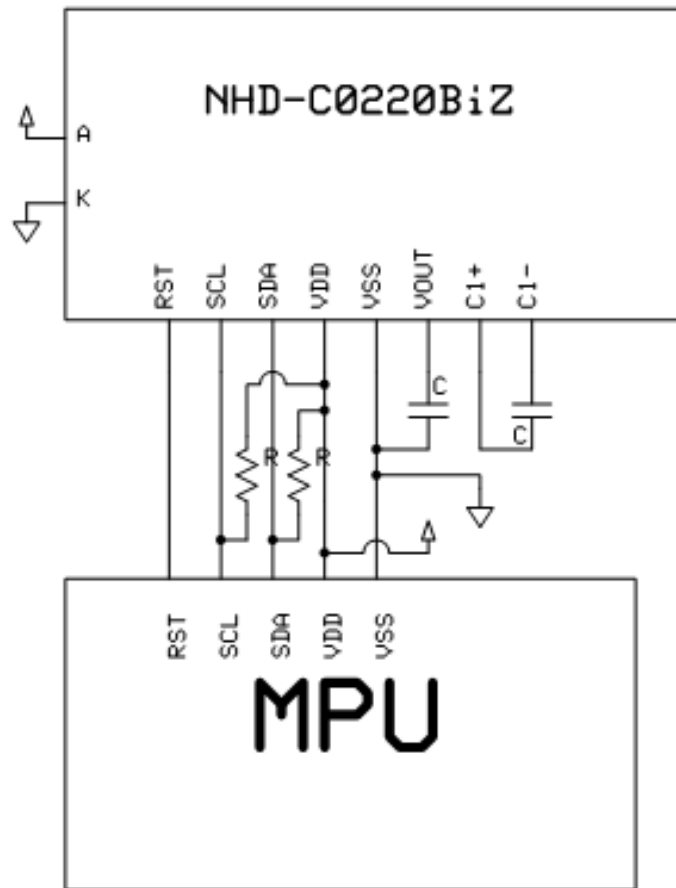 NHD-C0220BiZ
A
K
RST SCL SDA VDD VSS VOUT C1+ C1-
C
C
R R
RST SCL SDA VDD VSS
MPU